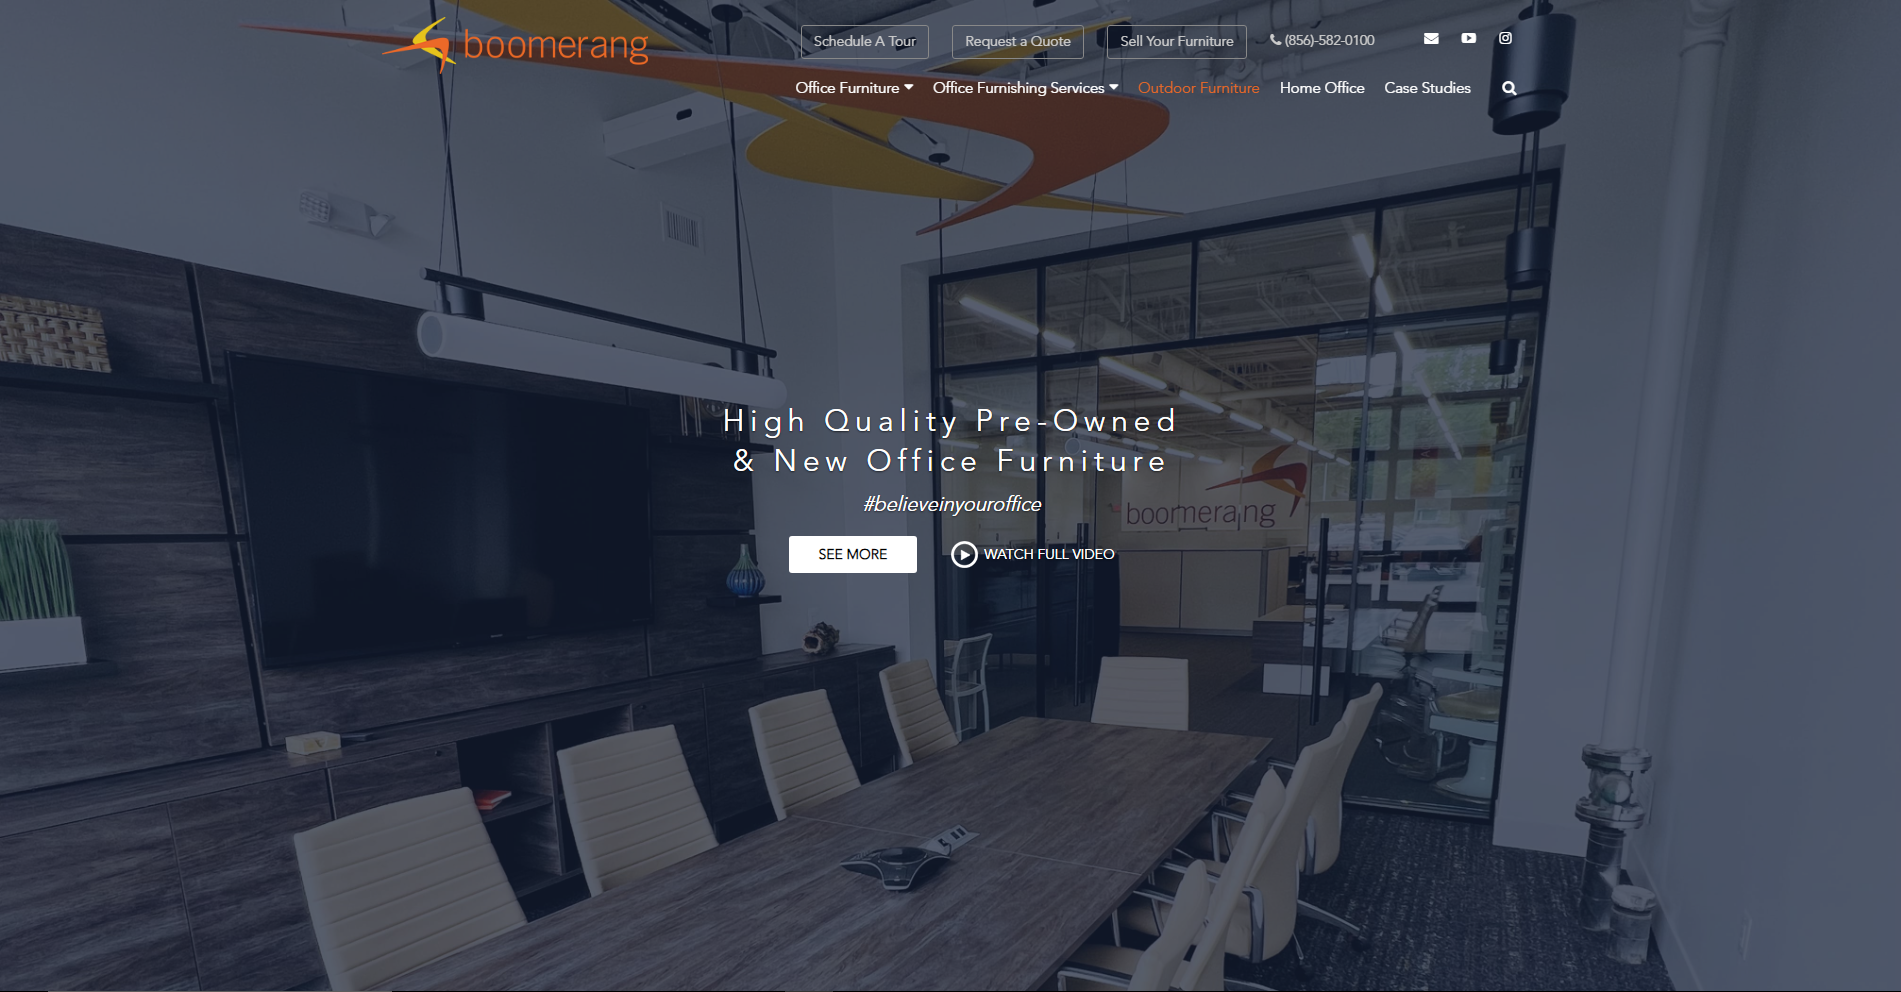 boomerang
Schedule A Tour
Request a Quote
Sell Your Furniture
(856)-582-0100
Office Furniture
Office Furnishing Services
Outdoor Furniture
Home Office
Case Studies
High Quality Pre-Owned
& New Office Furniture
#believeinyouroffice
boomerang
SEE MORE
WATCH FULL VIDEO